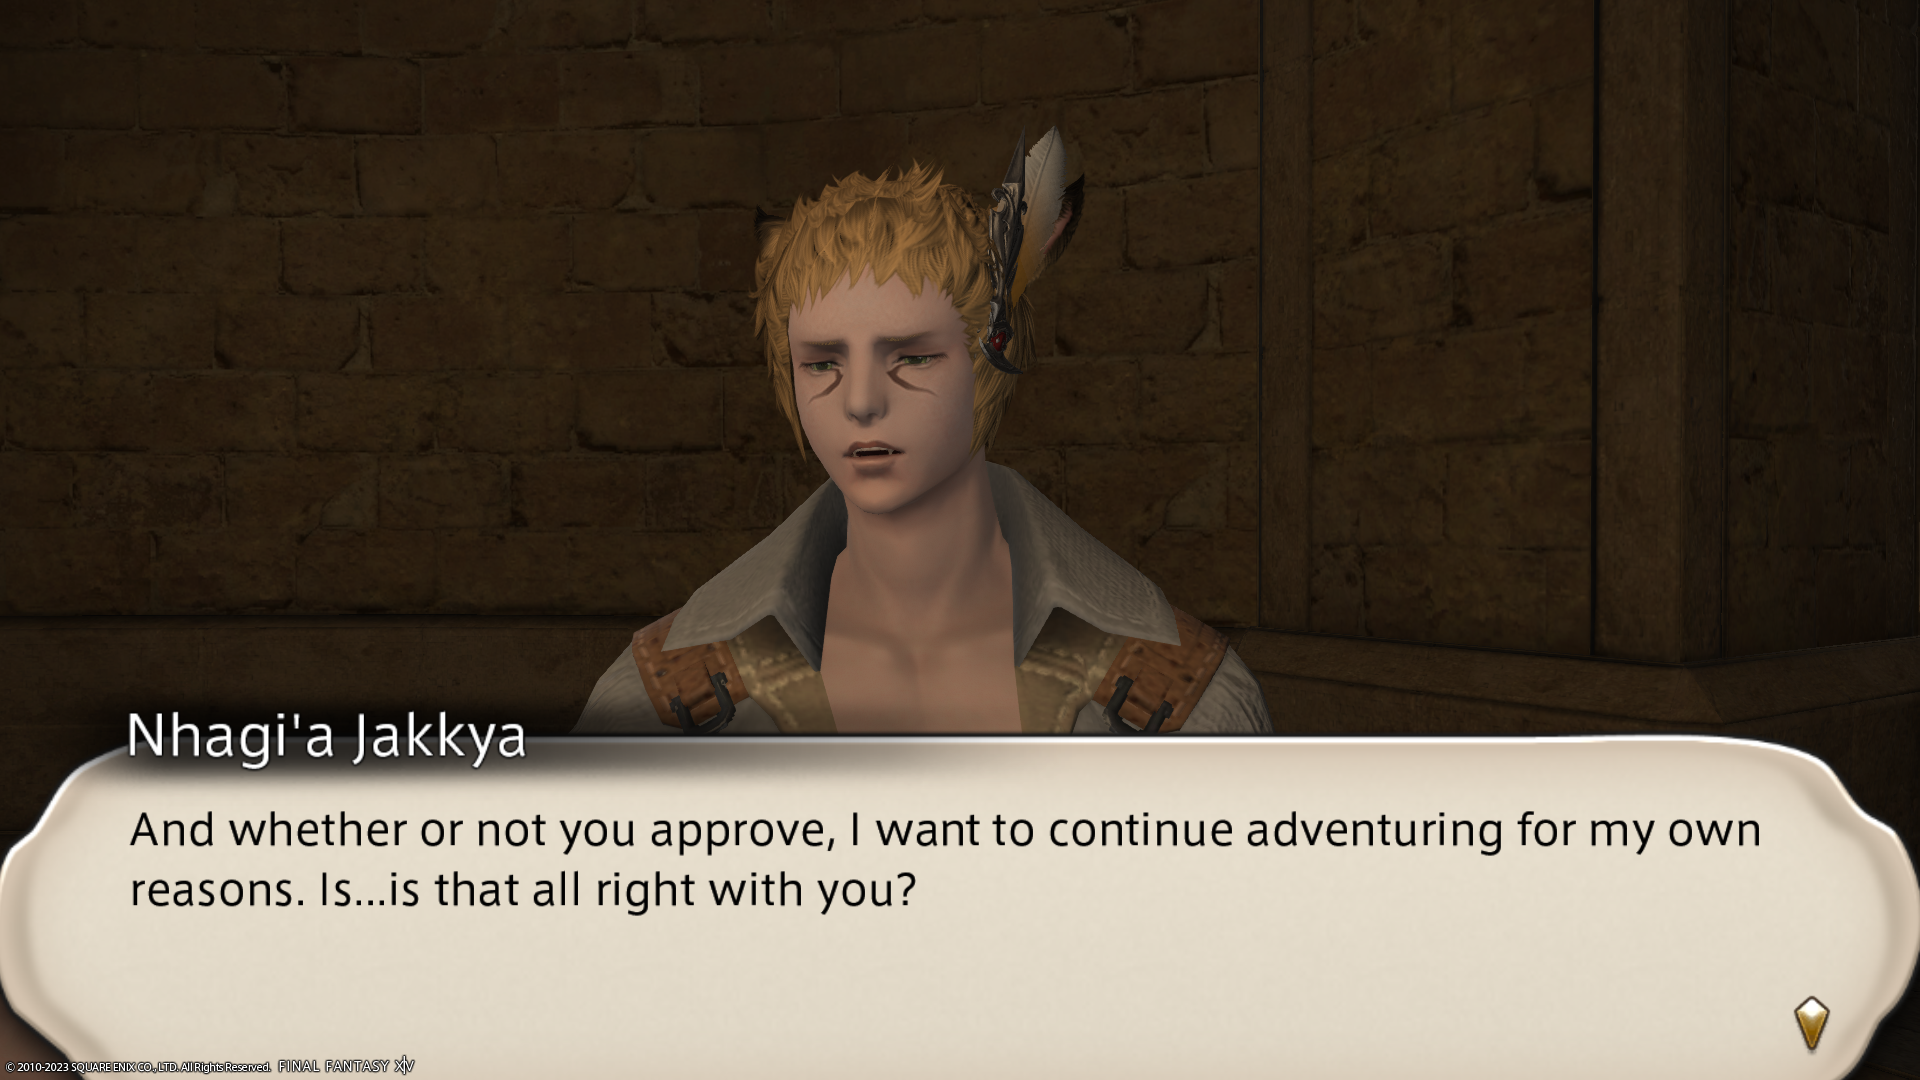 Nhagi'a Jakkya
And whether or not you approve, I want to continue adventuring for my own
reasons. Is...is that all right with you?
© 2010-2023 SQUARE ENIX CO., LTD. All Rights Reserved. FINAL FANTASY XIV